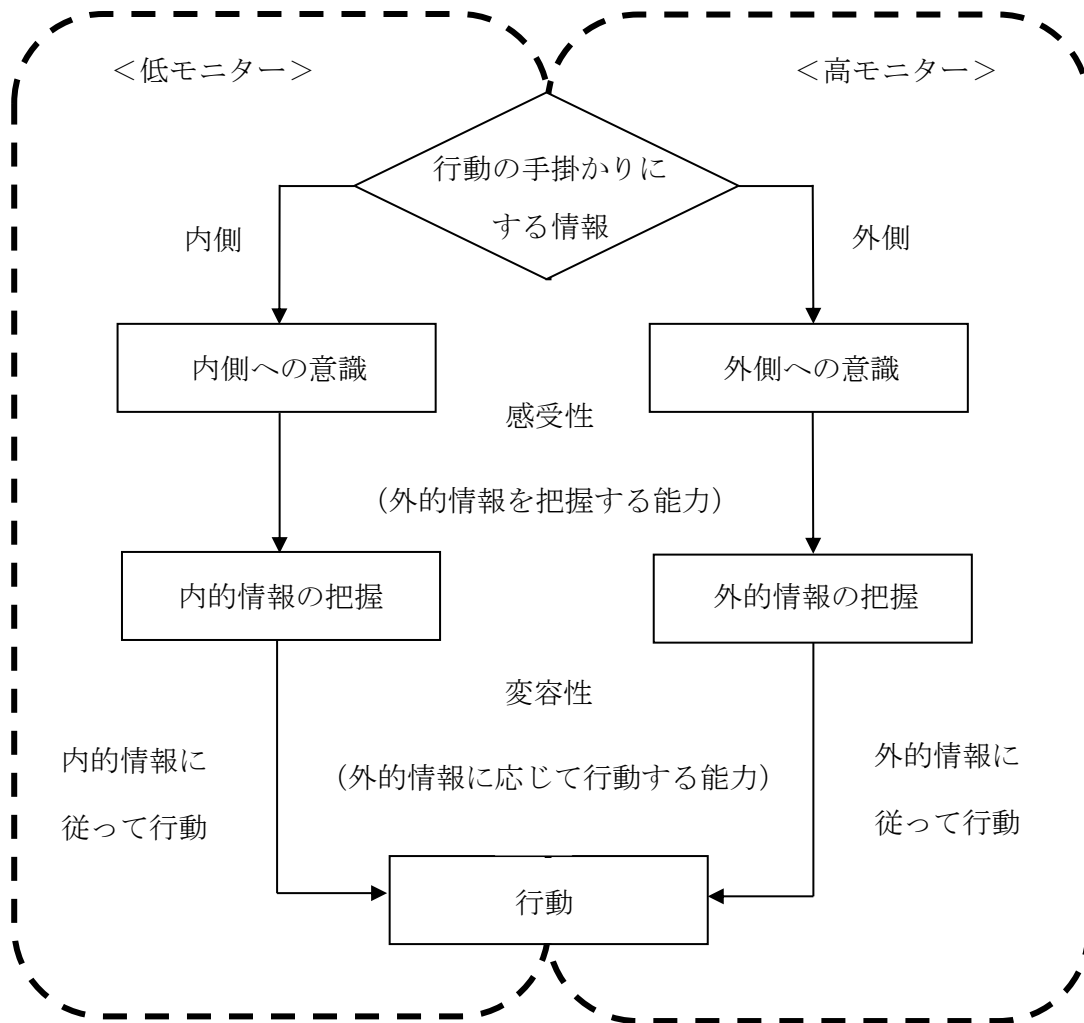 ＜低モニター＞
＜高モニター＞
行動の手掛かりに
する情報
内側
外側
内側への意識
外側への意識
感受性
（外的情報を把握する能力）
内的情報の把握
外的情報の把握
変容性
（外的情報に応じて行動する能力）
内的情報に
従って行動
外的情報に
従って行動
行動